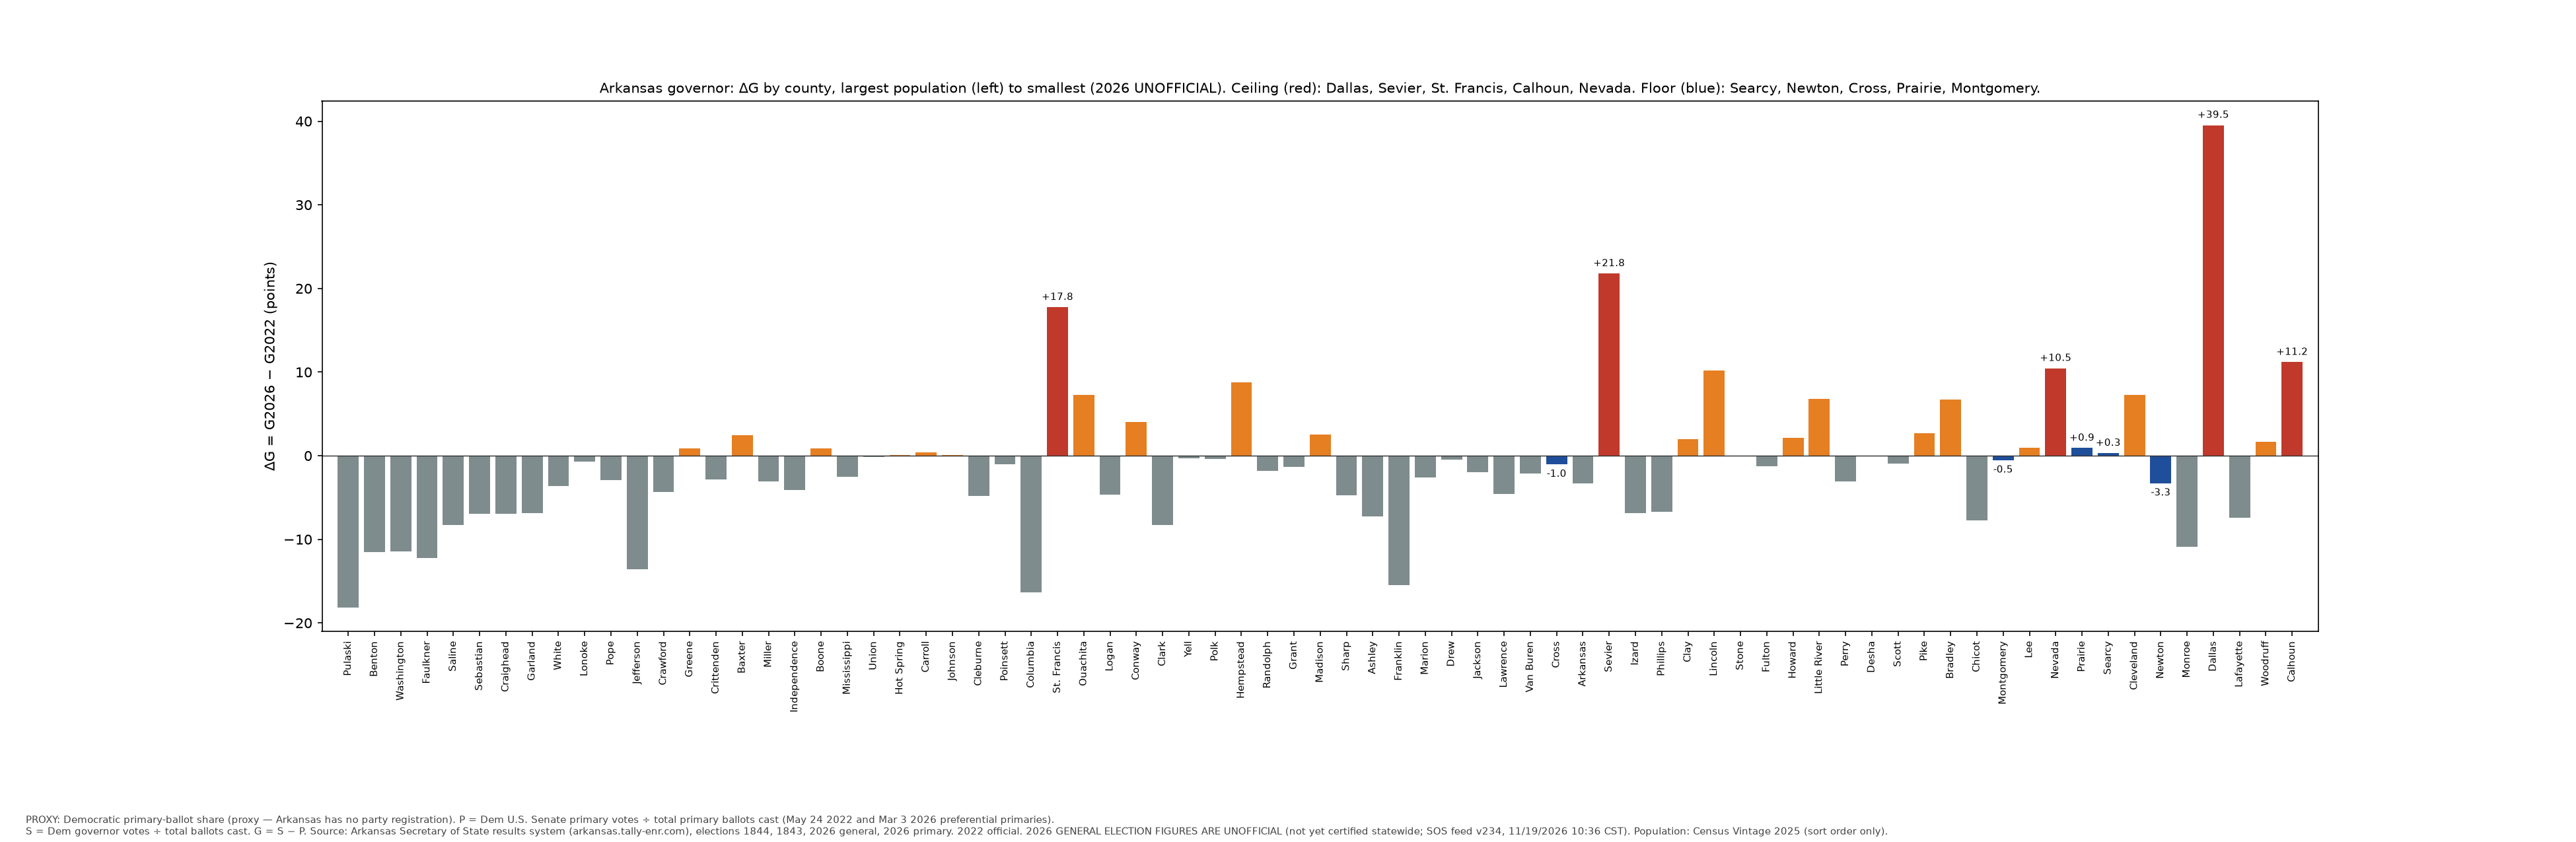 Arkansas governor: ΔG by county, largest population (left) to smallest (2026 UNOFFICIAL). Ceiling (red): Dallas, Sevier, St. Francis, Calhoun, Nevada. Floor (blue): Searcy, Newton, Cross, Prairie, Montgomery.
ΔG = G2026 − G2022 (points)
40
30
20
10
0
−10
−20
+17.8
-1.0
+21.8
-0.5
+10.5
+0.9
+0.3
-3.3
+39.5
+11.2
Pulaski
Benton
Washington
Faulkner
Saline
Sebastian
Craighead
Garland
White
Lonoke
Pope
Jefferson
Crawford
Greene
Crittenden
Baxter
Miller
Independence
Boone
Mississippi
Union
Hot Spring
Carroll
Johnson
Cleburne
Poinsett
Columbia
St. Francis
Ouachita
Logan
Conway
Clark
Yell
Polk
Hempstead
Randolph
Grant
Madison
Sharp
Ashley
Franklin
Marion
Drew
Jackson
Lawrence
Van Buren
Cross
Arkansas
Sevier
Izard
Phillips
Clay
Lincoln
Stone
Fulton
Howard
Little River
Perry
Desha
Scott
Pike
Bradley
Chicot
Montgomery
Lee
Nevada
Prairie
Searcy
Cleveland
Newton
Monroe
Dallas
Lafayette
Woodruff
Calhoun
PROXY: Democratic primary-ballot share (proxy — Arkansas has no party registration). P = Dem U.S. Senate primary votes ÷ total primary ballots cast (May 24 2022 and Mar 3 2026 preferential primaries).
S = Dem governor votes ÷ total ballots cast. G = S − P. Source: Arkansas Secretary of State results system (arkansas.tally-enr.com), elections 1844, 1843, 2026 general, 2026 primary. 2022 official. 2026 GENERAL ELECTION FIGURES ARE UNOFFICIAL (not yet certified statewide; SOS feed v234, 11/19/2026 10:36 CST). Population: Census Vintage 2025 (sort order only).